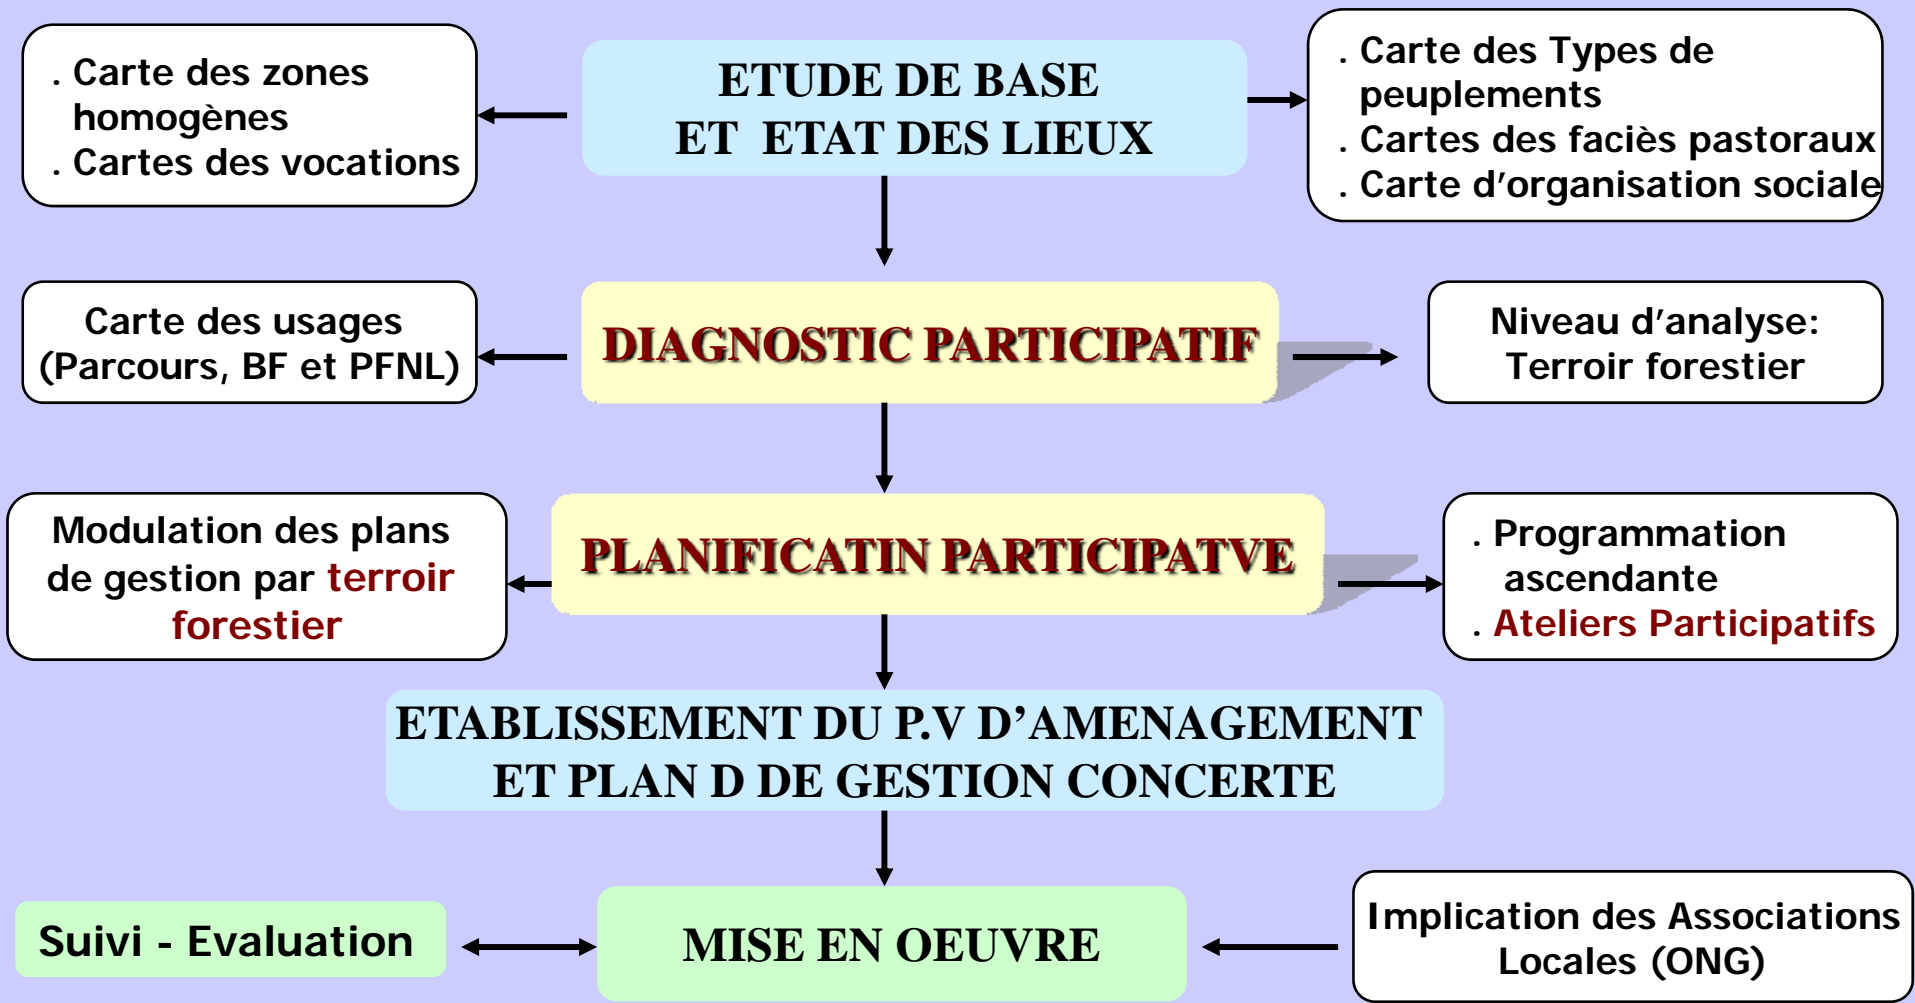 . Carte des zones
homogènes
. Cartes des vocations
ETUDE DE BASE
ET ETAT DES LIEUX
. Carte des Types de
peuplements
. Cartes des faciès pastoraux
. Carte d’organisation sociale
Carte des usages
(Parcours, BF et PFNL)
DIAGNOSTIC PARTICIPATIF
Niveau d’analyse:
Terroir forestier
Modulation des plans
de gestion par terroir
forestier
PLANIFICATIN PARTICIPATVE
. Programmation
ascendante
. Ateliers Participatifs
ETABLISSEMENT DU P.V D’AMENAGEMENT
ET PLAN D DE GESTION CONCERTE
Suivi - Evaluation
MISE EN OEUVRE
Implication des Associations
Locales (ONG)